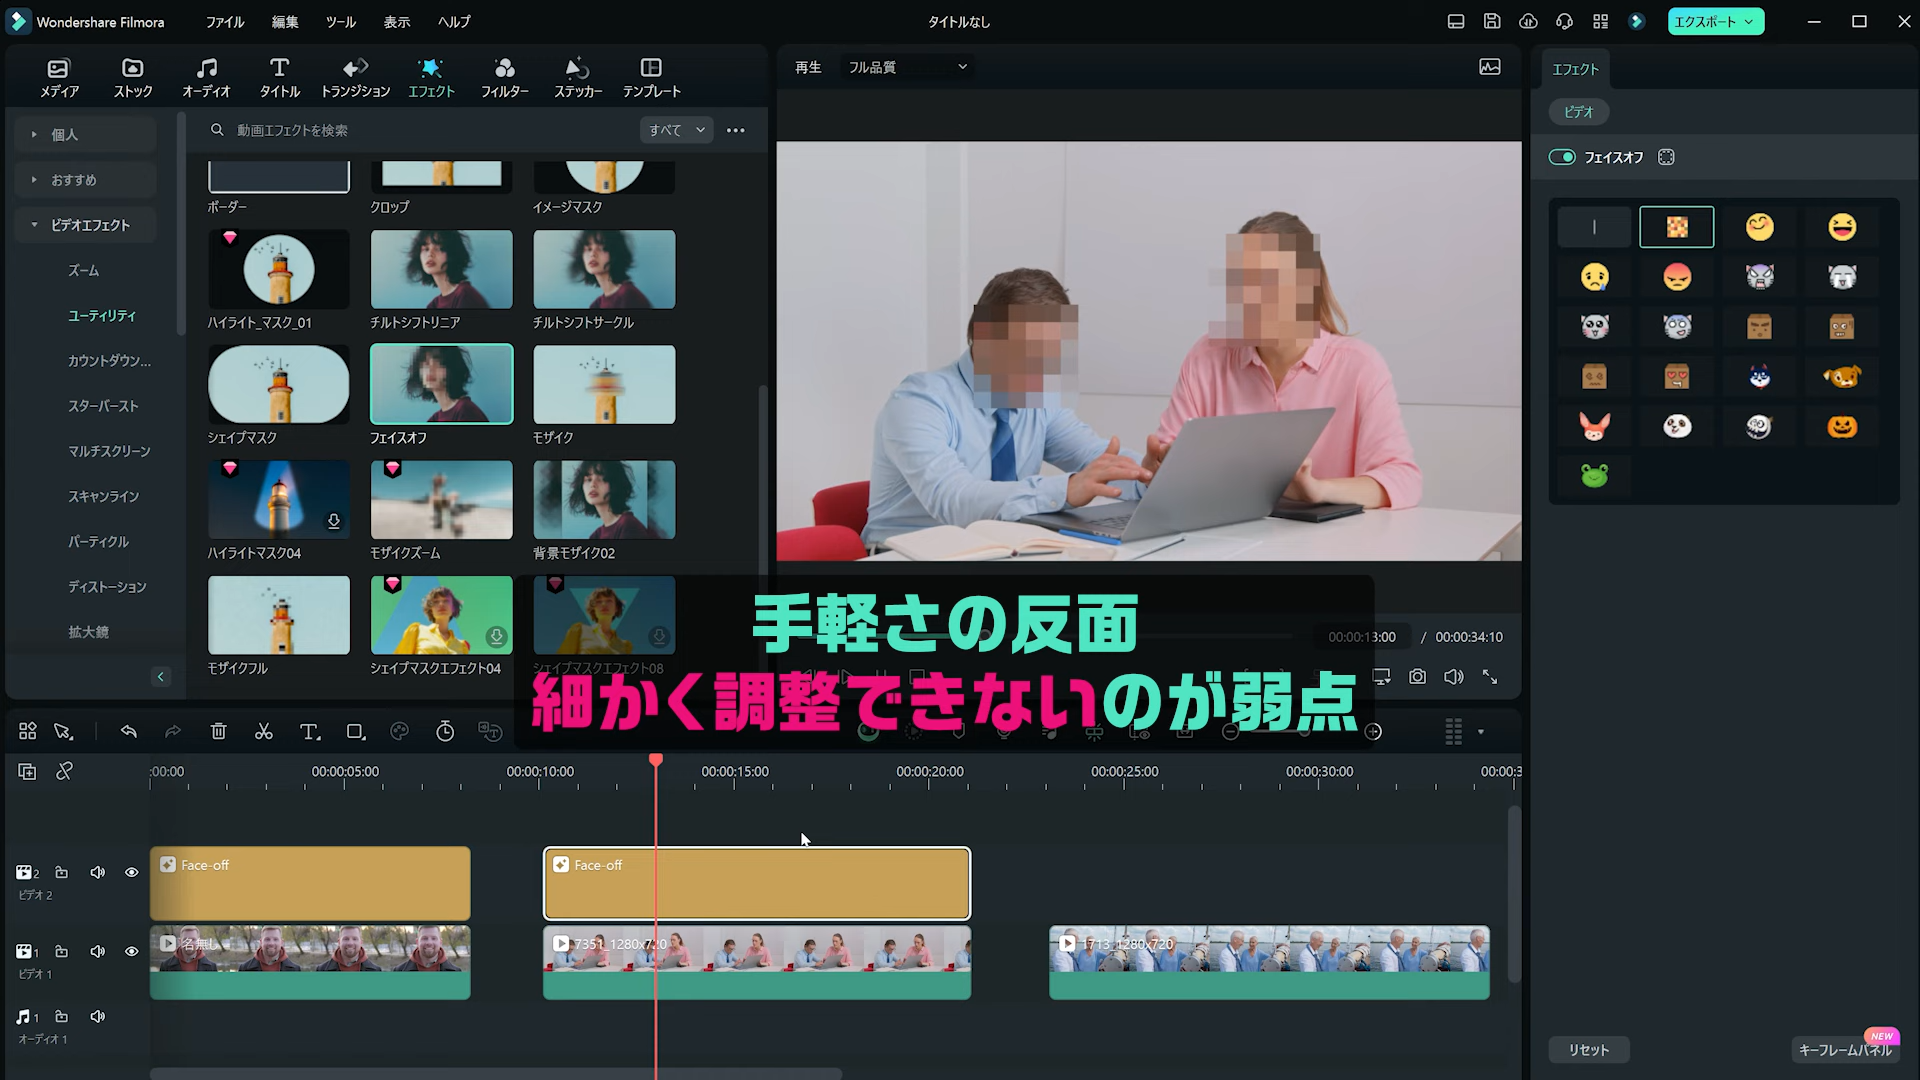 Wondershare Filmora
ファイル
編集
ツール
表示
ヘルプ
タイトルなし
エクスポート
メディア
ストック
オーディオ
タイトル
トランジション
エフェクト
フィルター
ステッカー
テンプレート
再生
フル品質
エフェクト
ビデオ
フェイスオフ
個人
おすすめ
ビデオエフェクト
ズーム
ユーティリティ
カウントダウン...
スターバースト
マルチスクリーン
スキャンライン
パーティクル
ディストーション
拡大鏡
動画エフェクトを検索
すべて
ボーダー
クロップ
イメージマスク
ハイライト_マスク_01
チルトシフトリニア
チルトシフトサークル
シェイプマスク
フェイスオフ
モザイク
ハイライトマスク04
モザイクズーム
背景モザイク02
モザイクフル
シェイプマスクエフェクト04
シェイプマスクエフェクト08
手軽さの反面
細かく調整できないのが弱点
00:00:13:00 / 00:00:34:10
:00:00
00:00:05:00
00:00:10:00
00:00:15:00
00:00:20:00
00:00:25:00
00:00:30:00
00:00:3
2
ビデオ 2
Face-off
Face-off
1
ビデオ 1
名無し
7351_1280x720
1713_1280x720
1
オーディオ 1
リセット
NEW
キーフレームパネル